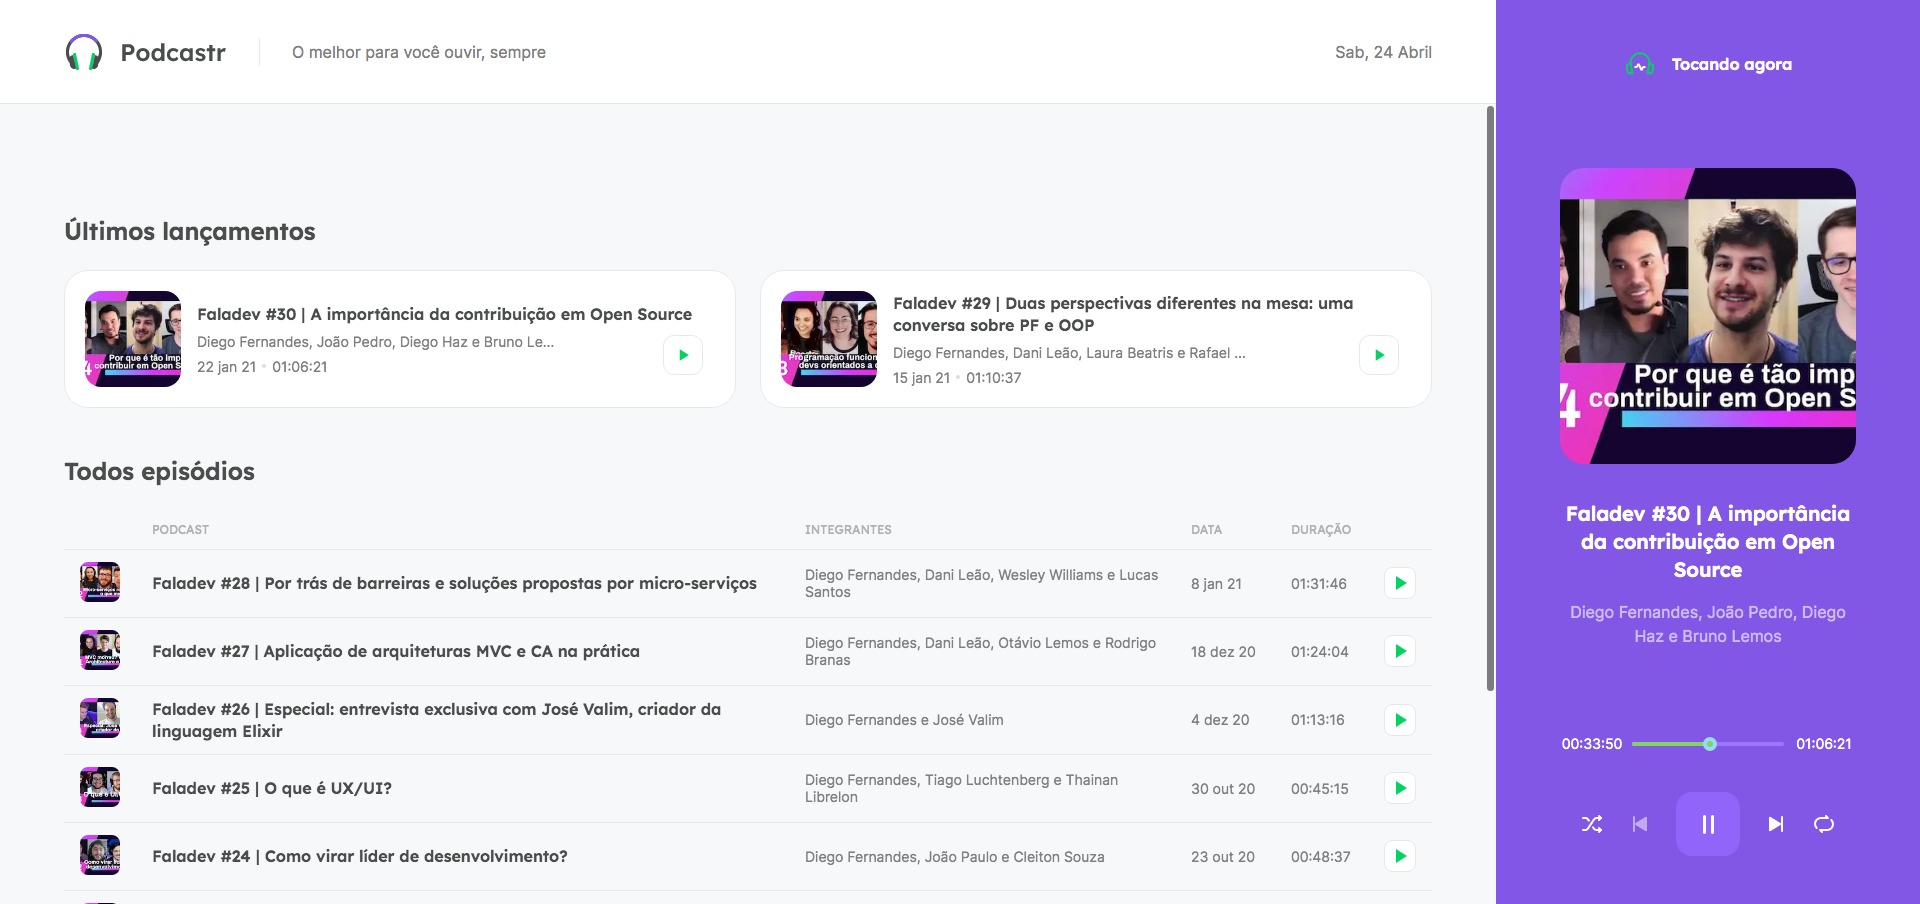 Podcastr
O melhor para você ouvir, sempre
Sab, 24 Abril
Últimos lançamentos
Por que é tão imp
4 contribuir em Open S
Faladev #30 | A importância da contribuição em Open Source
Diego Fernandes, João Pedro, Diego Haz e Bruno Le...
22 jan 21 • 01:06:21
Programação funcion
devs orientados a
Faladev #29 | Duas perspectivas diferentes na mesa: uma
conversa sobre PF e OOP
Diego Fernandes, Dani Leão, Laura Beatris e Rafael ...
15 jan 21 • 01:10:37
Todos episódios
PODCAST INTEGRANTES DATA DURAÇÃO
Faladev #28 | Por trás de barreiras e soluções propostas por micro-serviços
Diego Fernandes, Dani Leão, Wesley Williams e Lucas
Santos
8 jan 21
01:31:46
Faladev #27 | Aplicação de arquiteturas MVC e CA na prática
Diego Fernandes, Dani Leão, Otávio Lemos e Rodrigo
Branas
18 dez 20
01:24:04
Faladev #26 | Especial: entrevista exclusiva com José Valim, criador da
linguagem Elixir
Diego Fernandes e José Valim
4 dez 20
01:13:16
Faladev #25 | O que é UX/UI?
Diego Fernandes, Tiago Luchtenberg e Thainan
Librelon
30 out 20
00:45:15
Faladev #24 | Como virar líder de desenvolvimento?
Diego Fernandes, João Paulo e Cleiton Souza
23 out 20
00:48:37
Tocando agora
Por que é tão imp
4 contribuir em Open S
Faladev #30 | A importância
da contribuição em Open
Source
Diego Fernandes, João Pedro, Diego
Haz e Bruno Lemos
00:33:50
01:06:21